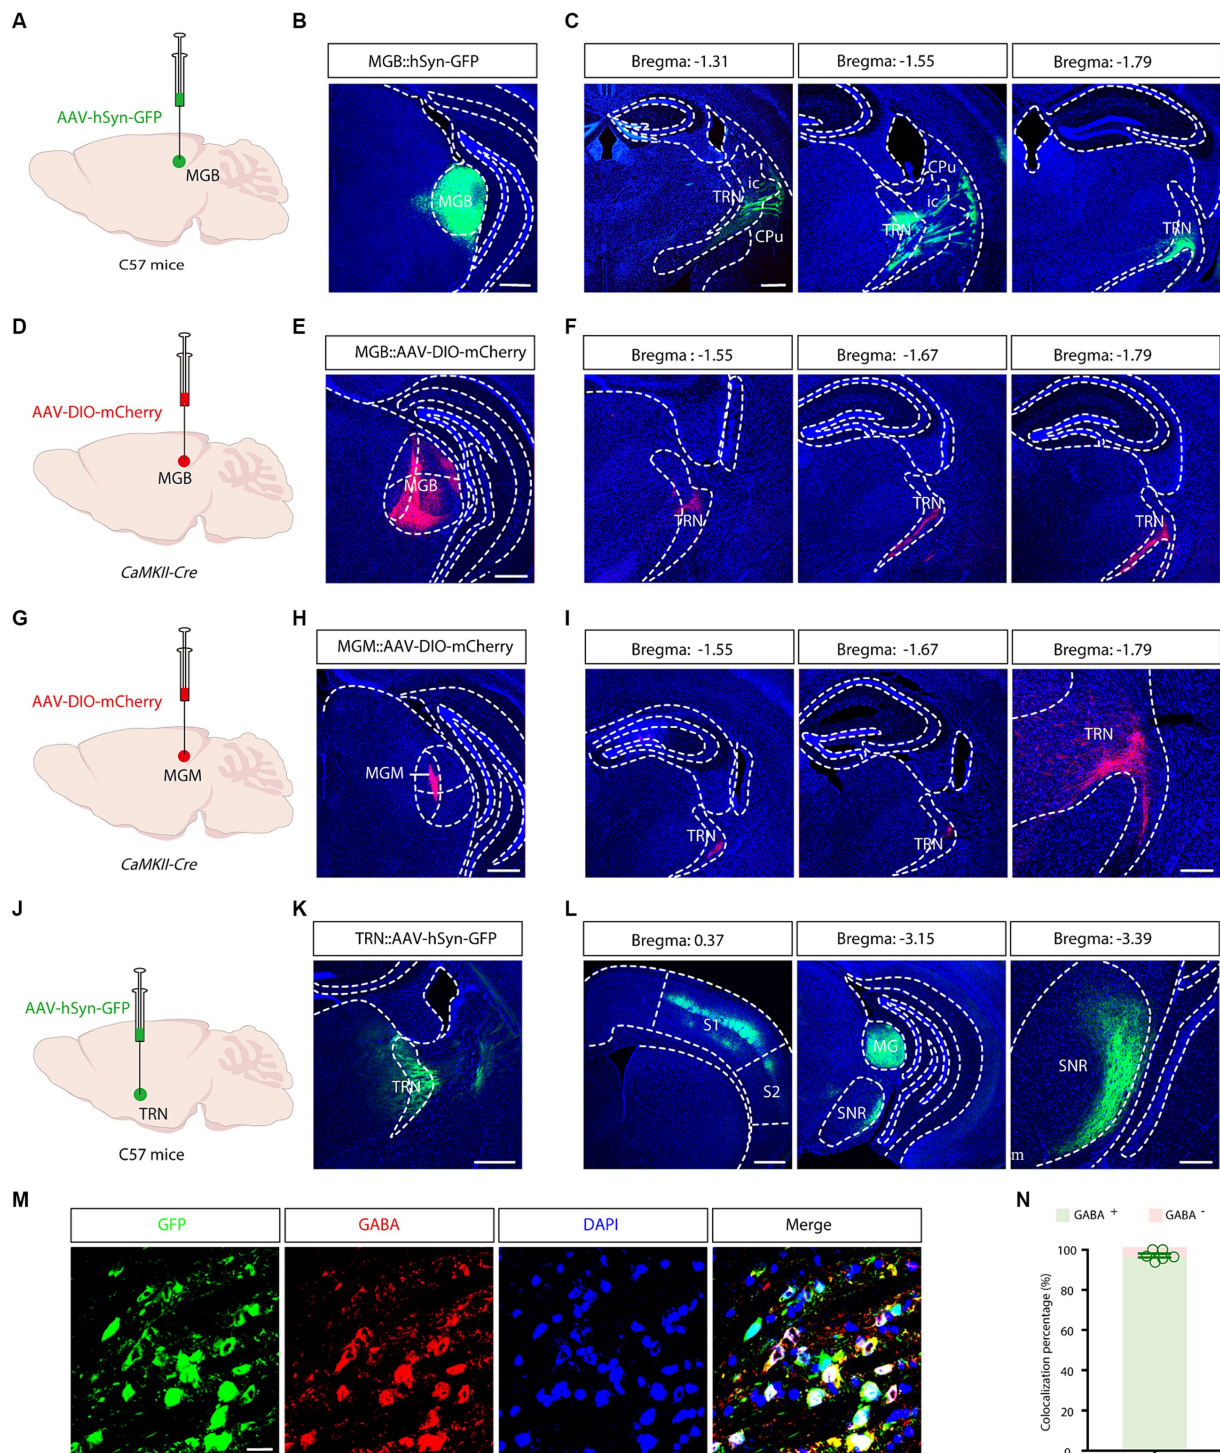 A
AAV-hSyn-GFP
MGB
C57 mice
B
MGB::hSyn-GFP
MGB
C
Bregma: -1.31
Bregma: -1.55
Bregma: -1.79
ic
TRN
CPu
CPu
ic
TRN
TRN
D
AAV-DIO-mCherry
MGB
CaMKII-Cre
E
MGB::AAV-DIO-mCherry
MGB
F
Bregma : -1.55
Bregma: -1.67
Bregma: -1.79
TRN
TRN
TRN
G
AAV-DIO-mCherry
MGM
CaMKII-Cre
H
MGM::AAV-DIO-mCherry
MGM
I
Bregma: -1.55
Bregma: -1.67
Bregma: -1.79
TRN
TRN
TRN
J
AAV-hSyn-GFP
TRN
C57 mice
K
TRN::AAV-hSyn-GFP
TRN
L
Bregma: 0.37
Bregma: -3.15
Bregma: -3.39
S1
S2
MG
SNR
SNR
m
M
GFP
GABA
DAPI
Merge
N
GABA +
GABA -
Colocalization percentage (%)
100
80
60
40
20
0